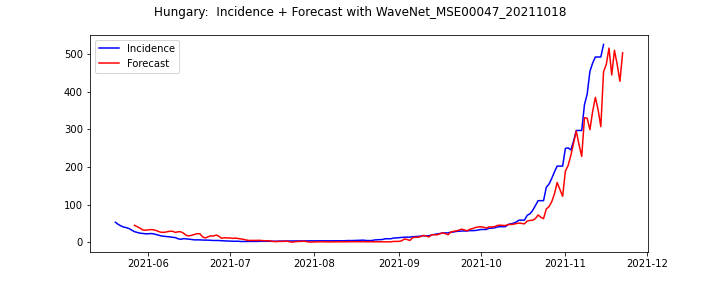 Hungary:  Incidence + Forecast with WaveNet_MSE00047_20211018
Incidence
Forecast
500
400
300
200
100
0
2021-06 2021-07 2021-08 2021-09 2021-10 2021-11 2021-12